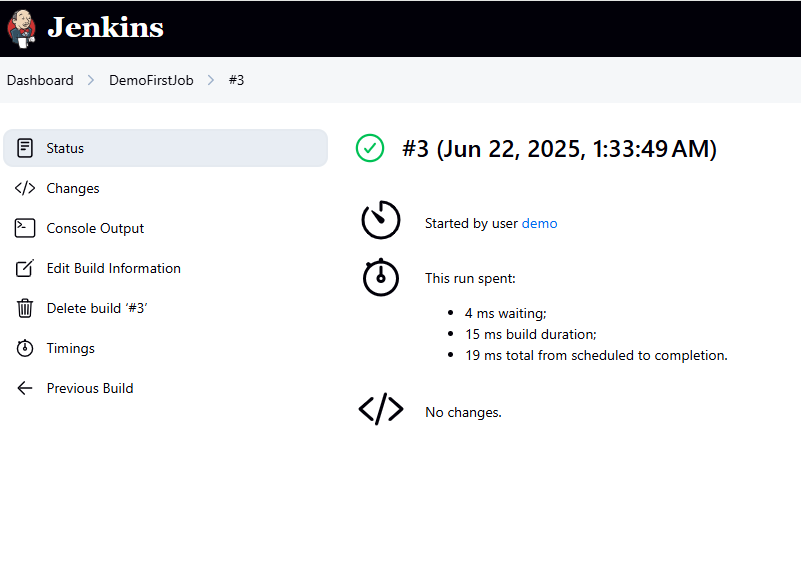 Jenkins
Dashboard > DemoFirstJob > #3
Status
Changes
Console Output
Edit Build Information
Delete build ‘#3’
Timings
Previous Build
#3 (Jun 22, 2025, 1:33:49 AM)
Started by user demo
This run spent:
4 ms waiting;
15 ms build duration;
19 ms total from scheduled to completion.
No changes.